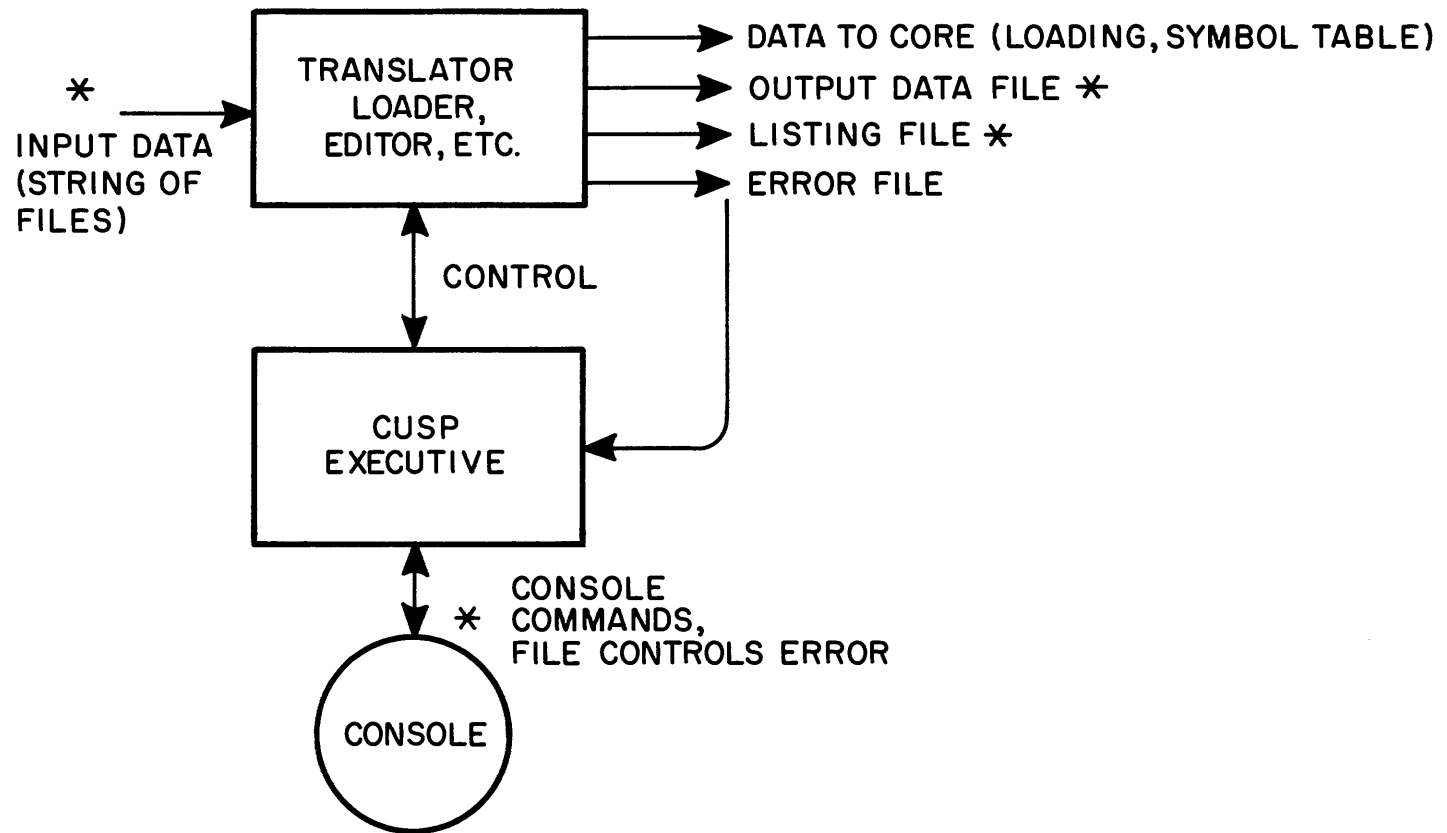 TRANSLATOR
LOADER,
EDITOR, ETC.
*
INPUT DATA
(STRING OF
FILES)
DATA TO CORE (LOADING, SYMBOL TABLE)
OUTPUT DATA FILE *
LISTING FILE *
ERROR FILE
CONTROL
CUSP
EXECUTIVE
CONSOLE
* COMMANDS,
FILE CONTROLS ERROR
CONSOLE